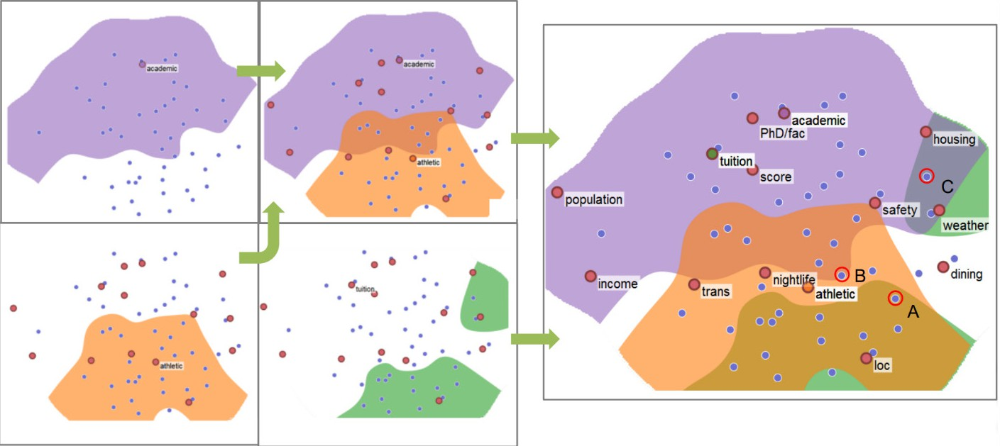 academic
academic
athletic
athletic
tuition
academic
PhD/fac
housing
tuition
score
C
population
safety
weather
dining
income
nightlife
B
trans
athletic
A
loc